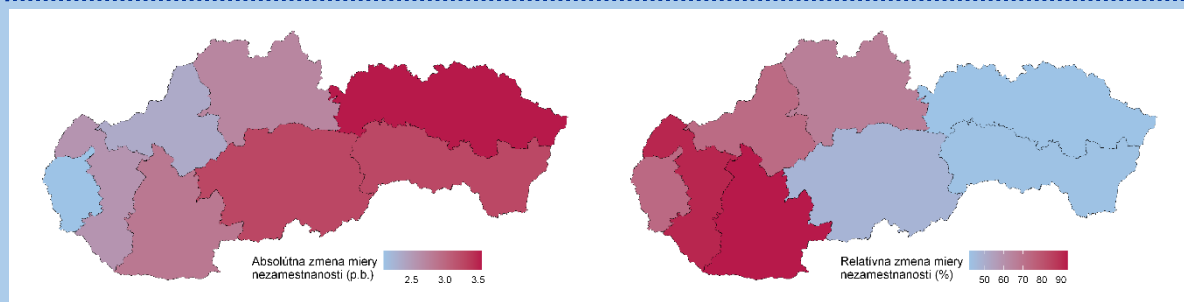 Absolútna zmena miery
nezamestnanosti (p.b.)
2.5 3.0 3.5
Relatívna zmena miery
nezamestnanosti (%)
50 60 70 80 90